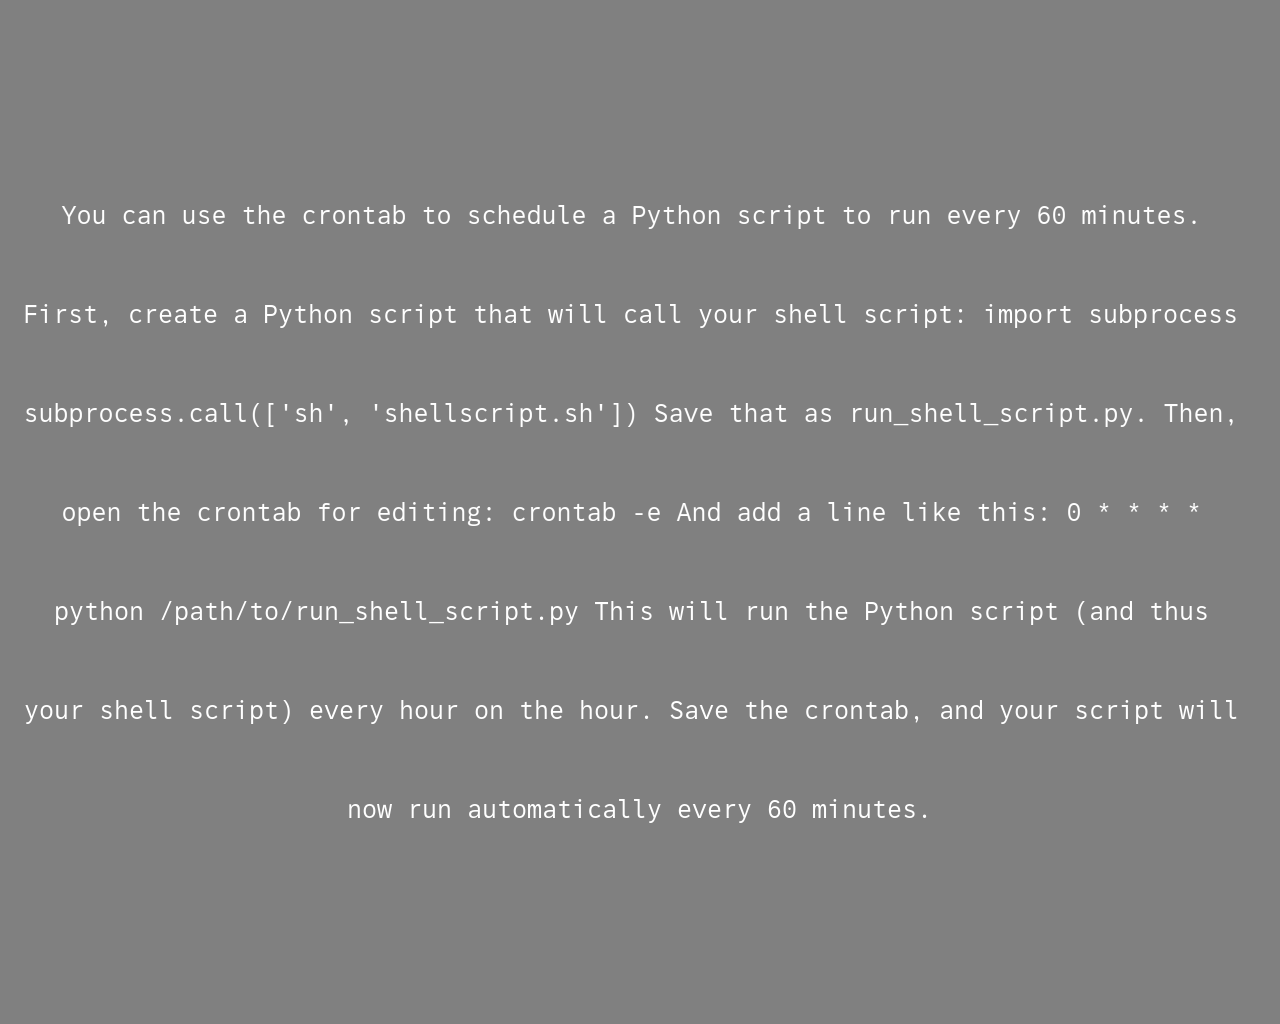 You can use the crontab to schedule a Python script to run every 60 minutes.
First, create a Python script that will call your shell script: import subprocess
subprocess.call(['sh', 'shellscript.sh']) Save that as run_shell_script.py. Then,
open the crontab for editing: crontab -e And add a line like this: 0 * * * *
python /path/to/run_shell_script.py This will run the Python script (and thus
your shell script) every hour on the hour. Save the crontab, and your script will
now run automatically every 60 minutes.